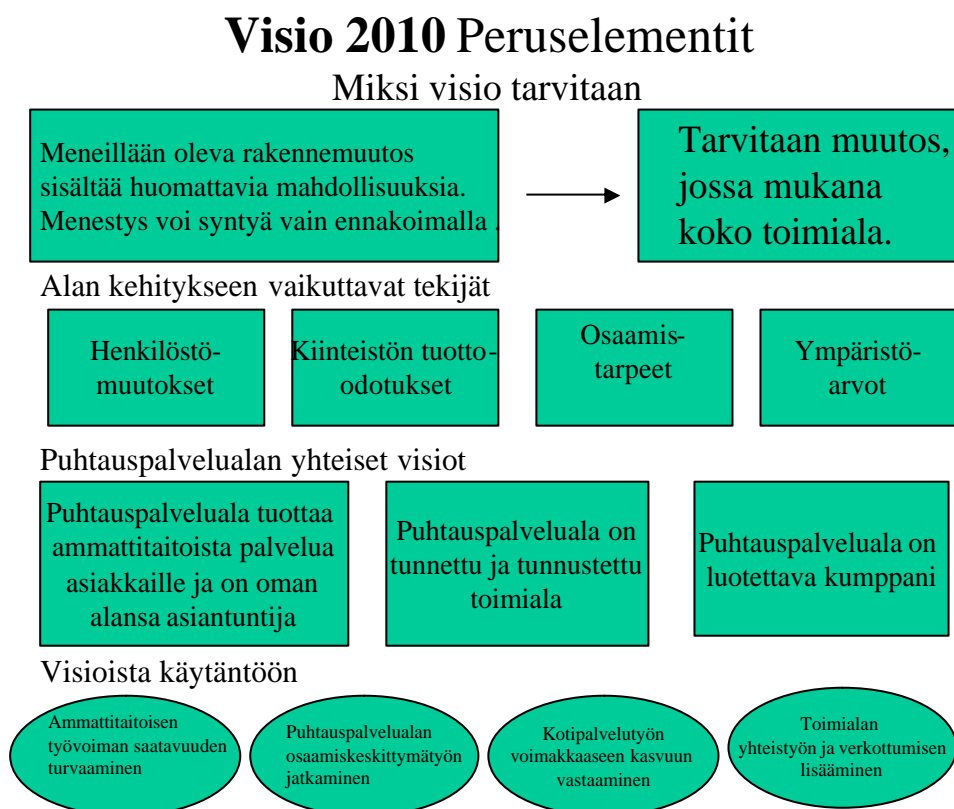 Visio 2010 Peruselementit
Miksi visio tarvitaan
Meneillään oleva rakennemuutos
sisältää huomattavia mahdollisuuksia.
Menestys voi syntyä vain ennakoimalla .
Tarvitaan muutos,
jossa mukana
koko toimiala.
Alan kehitykseen vaikuttavat tekijät
Henkilöstö-
muutokset
Kiinteistön tuotto-
odotukset
Osaamis-
tarpeet
Ympäristö-
arvot
Puhtauspalvelualan yhteiset visiot
Puhtauspalveluala tuottaa
ammattitaitoista palvelua
asiakkaille ja on oman
alansa asiantuntija
Puhtauspalveluala on
tunnettu ja tunnustettu
toimiala
Puhtauspalveluala on
luotettava kumppani
Visioista käytäntöön
Ammattitaitoisen
työvoiman saatavuuden
turvaaminen
Puhtauspalvelualan
osaamiskeskittymätyön
jatkaminen
Kotipalvelutyön
voimakkaaseen kasvuun
vastaaminen
Toimialan
yhteistyön ja verkottumisen
lisääminen